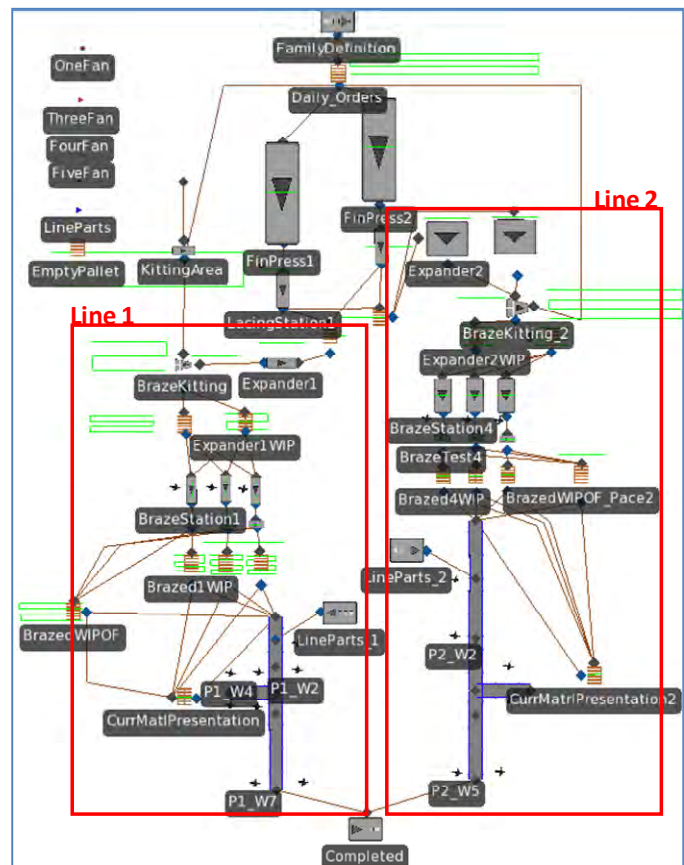 FamilyDefinition
OneFan
Daily_Orders
ThreeFan
FourFan
FiveFan
Line 2
LineParts
FinPress2
EmptyPallet
KittingArea
FinPress1
Expander2
LacingStation1
Line 1
BrazeKitting_2
Expander2WIP
BrazeKitting
Expander1
BrazeStation4
Expander1WIP
BrazeTest4
Brazed4WIP
BrazedWIPOF_Pace2
BrazeStation1
LineParts_2
Brazed1WIP
BrazedWIPOF
LineParts_1
P2_W2
P1_W4
P1_W2
CurrMatlPresentation
CurrMatrlPresentation2
P1_W7
P2_W5
Completed